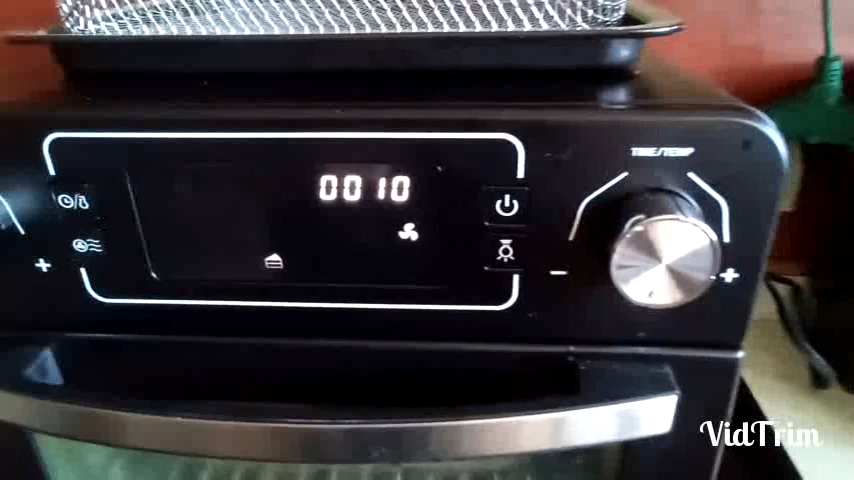 TIME/TEMP
0010
- +
+
VidTrim